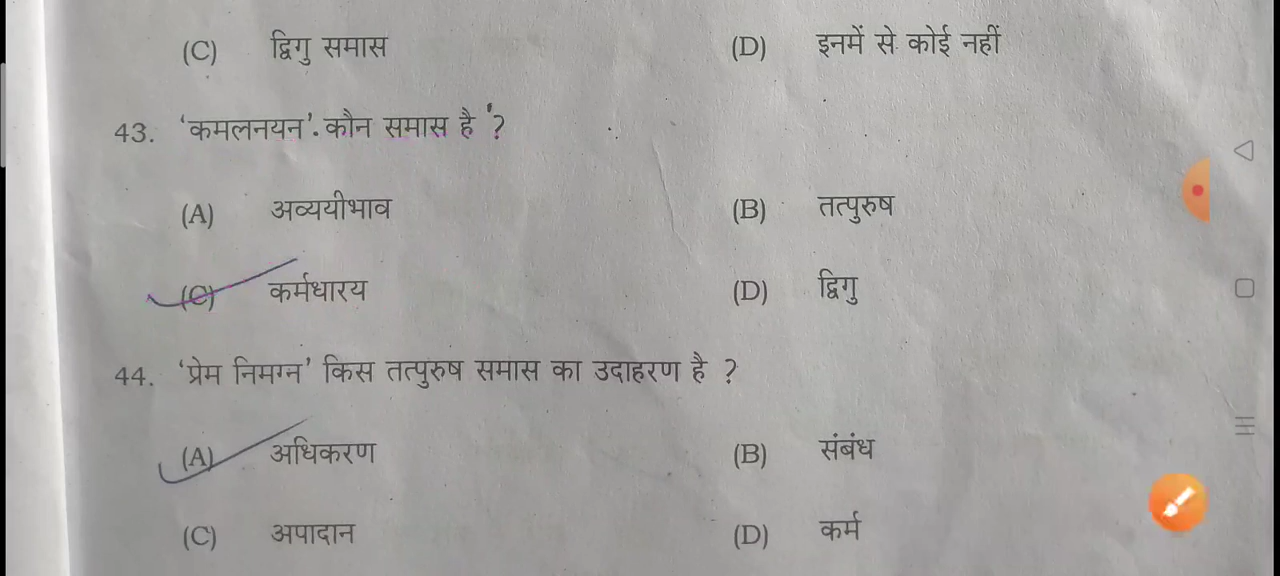 (C) द्विगु समास (D) इनमें से कोई नहीं
43. 'कमलनयन'. कौन समास है ?
(A) अव्ययीभाव (B) तत्पुरुष
(C) कर्मधारय (D) द्विगु
44. 'प्रेम निमग्न' किस तत्पुरुष समास का उदाहरण है ?
(A) अधिकरण (B) संबंध
(C) अपादान (D) कर्म